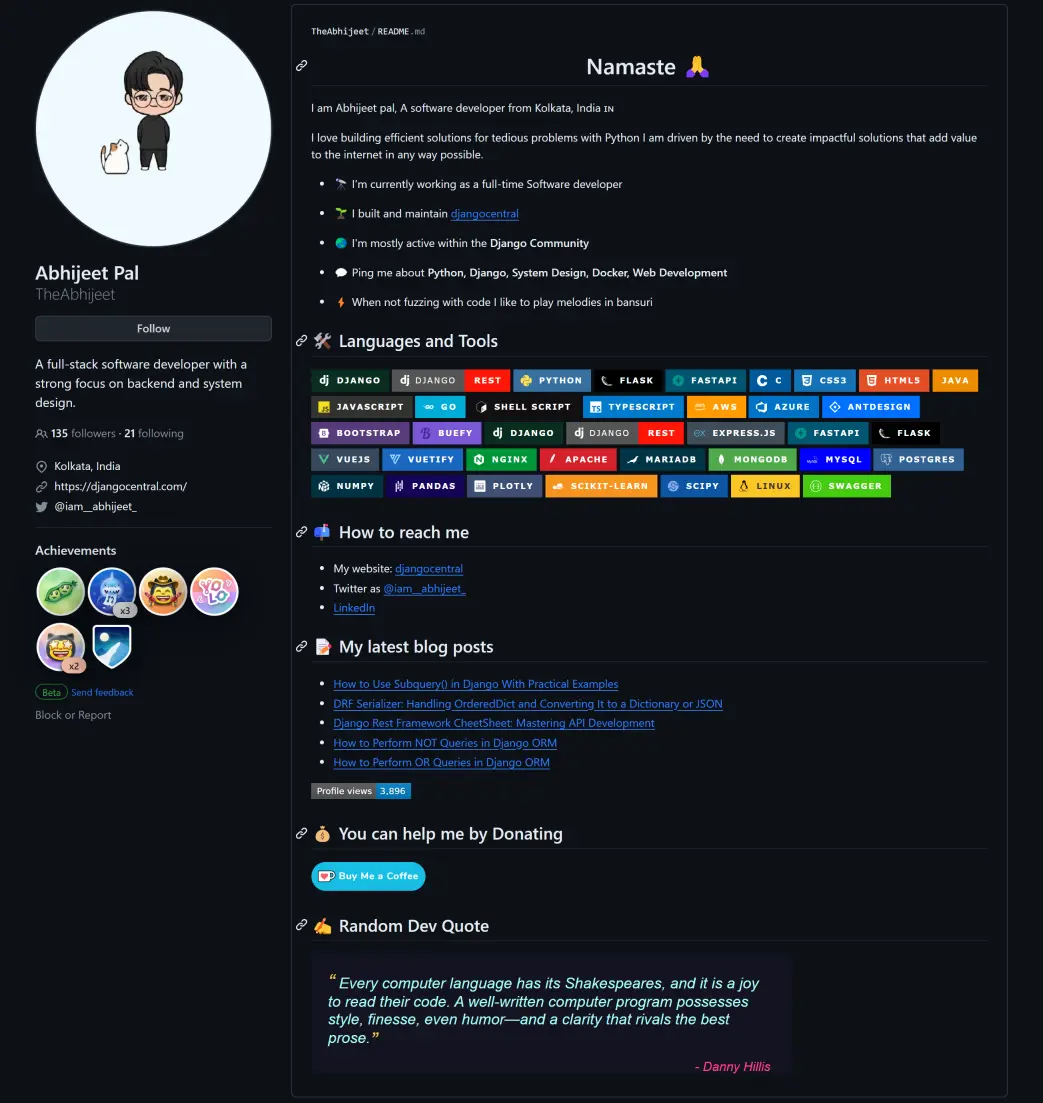 Abhijeet Pal
TheAbhijeet
Follow
A full-stack software developer with a
strong focus on backend and system
design.
135 followers · 21 following
Kolkata, India
https://djangocentral.com/
@iam__abhijeet_
Achievements
YOLO
x3
x2
Beta Send feedback
Block or Report
TheAbhijeet/README.md
Namaste 🙏
I am Abhijeet pal, A software developer from Kolkata, India IN
I love building efficient solutions for tedious problems with Python I am driven by the need to create impactful solutions that add value
to the internet in any way possible.
• 🔭 I'm currently working as a full-time Software developer
• 🌱 I built and maintain djangocentral
• 🌏 I'm mostly active within the Django Community
• 💬 Ping me about Python, Django, System Design, Docker, Web Development
• ⚡ When not fuzzing with code I like to play melodies in bansuri
🛠 Languages and Tools
dj DJANGO dj DJANGO REST PYTHON FLASK FASTAPI C C CSS3 HTML5 JAVA
JS JAVASCRIPT GO GO SHELL SCRIPT TS TYPESCRIPT AWS AZURE ANTDESIGN
B BOOTSTRAP B BUEFY dj DJANGO dj DJANGO REST ex EXPRESS.JS FASTAPI FLASK
VUEJS VUETIFY N NGINX APACHE MARIADB MONGODB MYSQL POSTGRES
NUMPY PANDAS PLOTLY SCIKIT-LEARN SCIPY LINUX SWAGGER
📫 How to reach me
• My website: djangocentral
• Twitter as @iam__abhijeet_
• LinkedIn
📝 My latest blog posts
• How to Use Subquery() in Django With Practical Examples
• DRF Serializer: Handling OrderedDict and Converting It to a Dictionary or JSON
• Django Rest Framework CheetSheet: Mastering API Development
• How to Perform NOT Queries in Django ORM
• How to Perform OR Queries in Django ORM
Profile views 3,896
💰 You can help me by Donating
Buy Me a Coffee
✍ Random Dev Quote
“ Every computer language has its Shakespeares, and it is a joy
to read their code. A well-written computer program possesses
style, finesse, even humor—and a clarity that rivals the best
prose.”
- Danny Hillis